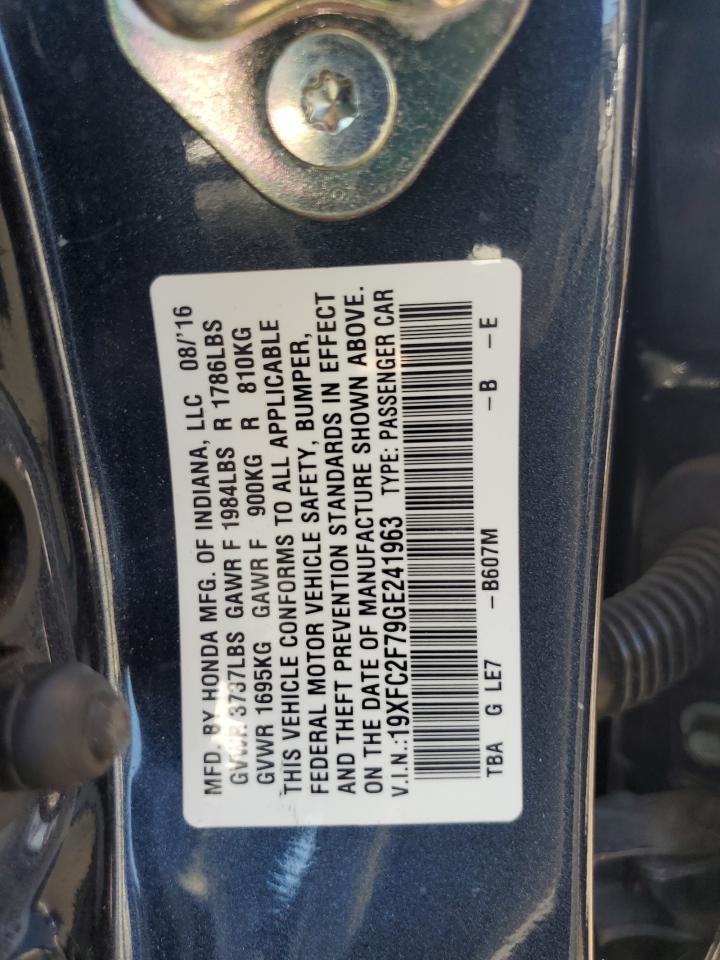 MFD. BY HONDA MFG. OF INDIANA, LLC 08/'16
GVWR 3737LBS GAWR F 1984LBS R 1786LBS
GVWR 1695KG GAWR F 900KG R 810KG
THIS VEHICLE CONFORMS TO ALL APPLICABLE
FEDERAL MOTOR VEHICLE SAFETY, BUMPER,
AND THEFT PREVENTION STANDARDS IN EFFECT
ON THE DATE OF MANUFACTURE SHOWN ABOVE.
V.I.N.:19XFC2F79GE241963 TYPE: PASSENGER CAR
TBA G LE7 –B607M –B –E